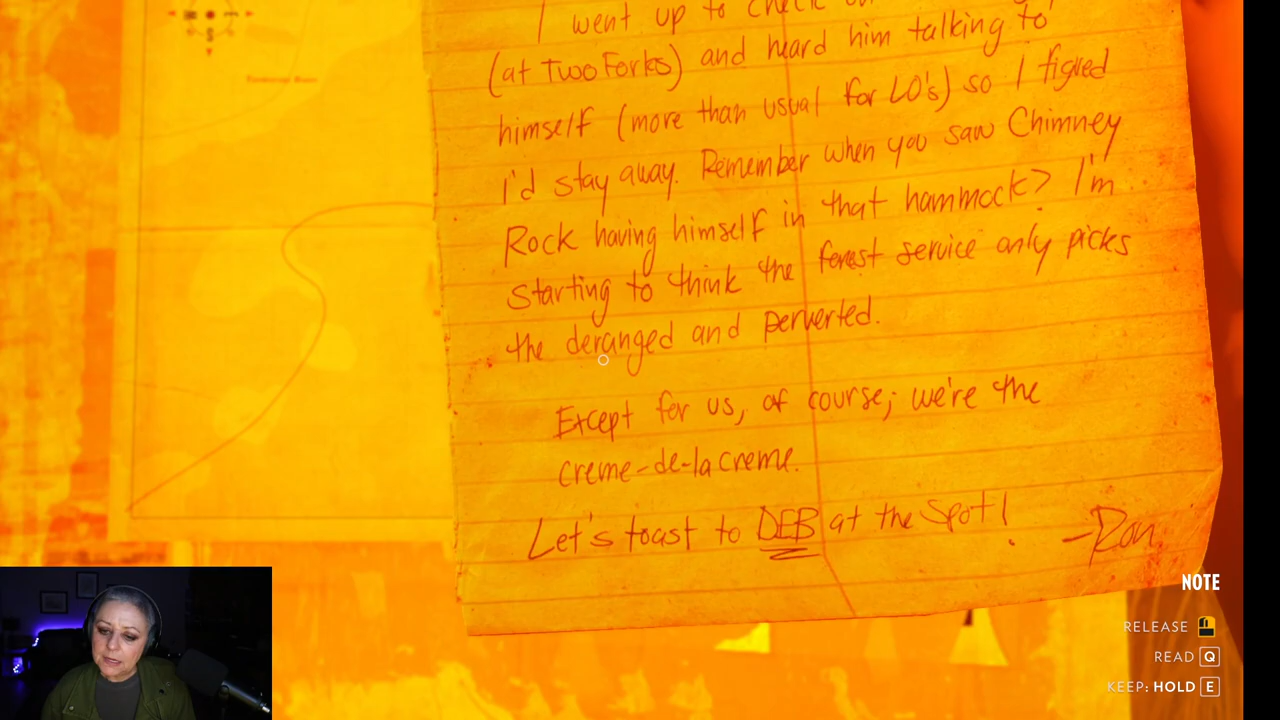 I went up to check on
(at Two Forks) and heard him talking to
himself (more than usual for LO's) so I figred
I'd stay away. Remember when you saw Chimney
Rock having himself in that hammock? I'm
starting to think the forest service only picks
the deranged and perverted.
Except for us, of course; we're the
creme-de-la creme.
Let's toast to DEB at the Spot!
-Ron
NOTE
RELEASE
READ Q
KEEP: HOLD E